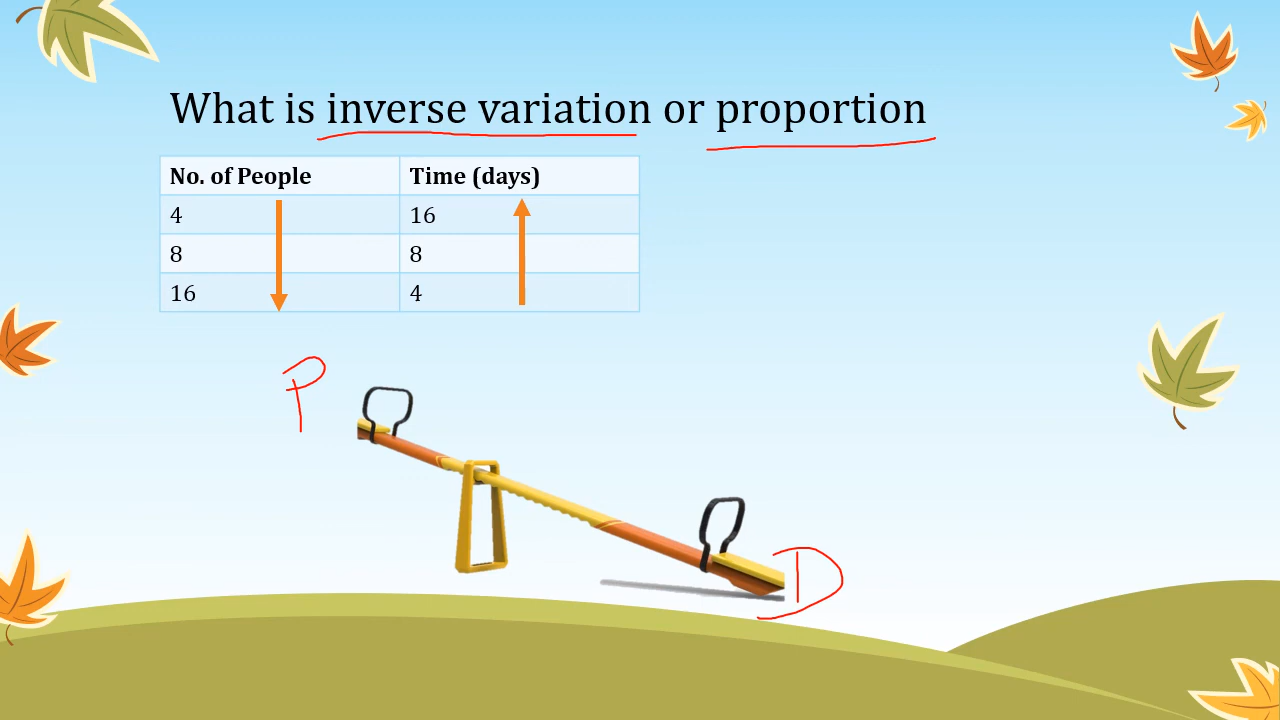 What is inverse variation or proportion
No. of People Time (days)
4 16
8 8
16 4
P
D